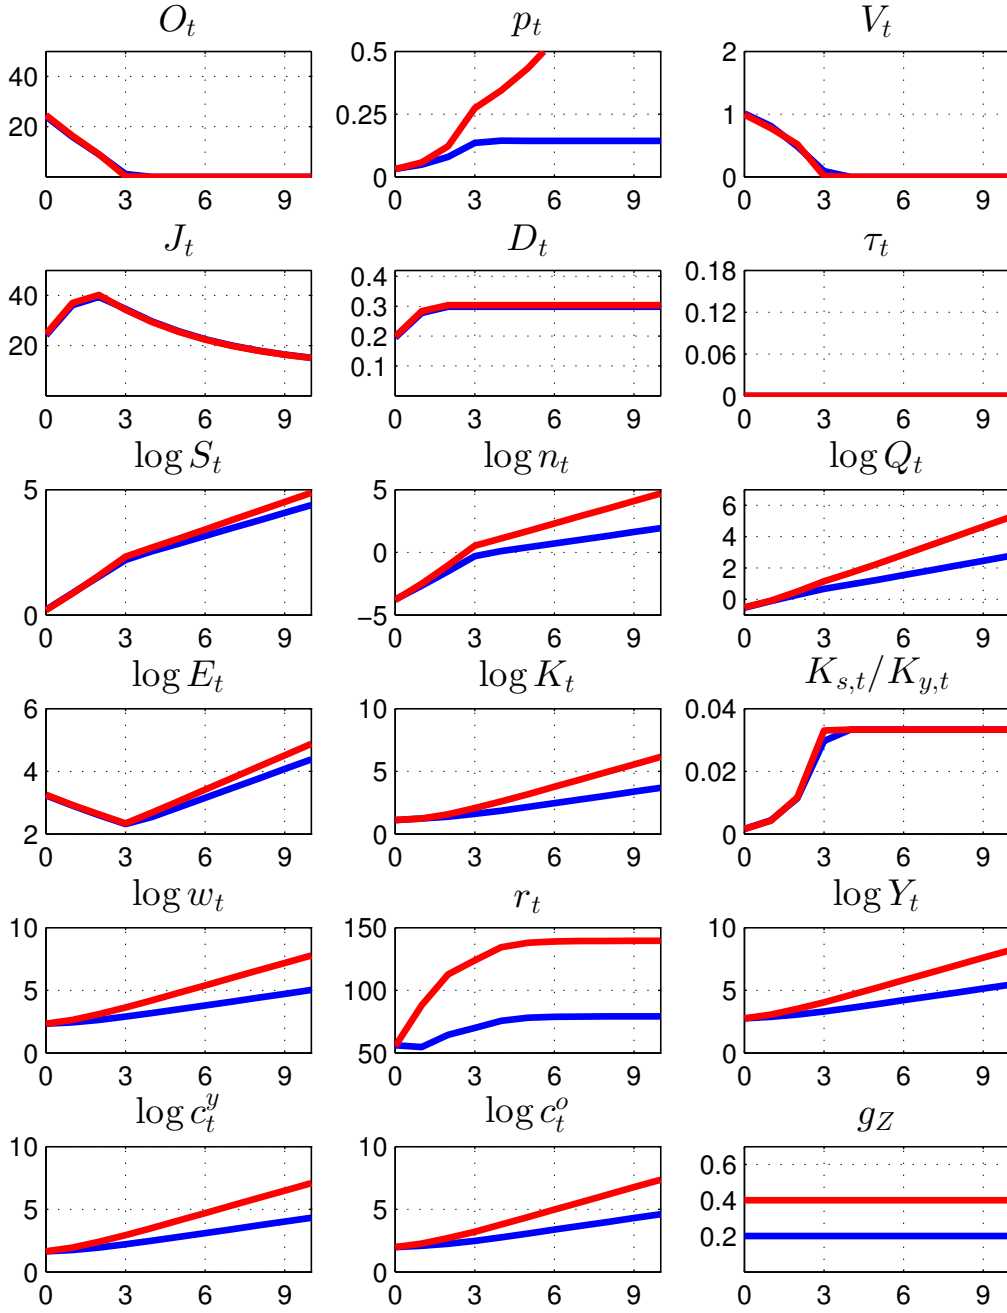 O_t p_t V_t
40 0.5 2
20 0.25 1
0 0
0 3 6 9 0 3 6 9 0 3 6 9
J_t D_t τ_t
40 0.4 0.18
0.3 0.12
20 0.2 0.06
0.1 0
0 3 6 9 0 3 6 9 0 3 6 9
log S_t log n_t log Q_t
5 5 6
4
0 2
0 −5 0
0 3 6 9 0 3 6 9 0 3 6 9
log E_t log K_t K_{s,t}/K_{y,t}
6 10 0.04
4 5 0.02
2 0 0
0 3 6 9 0 3 6 9 0 3 6 9
log w_t r_t log Y_t
10 150 10
5 100 5
0 50 0
0 3 6 9 0 3 6 9 0 3 6 9
log c_t^y log c_t^o g_Z
10 10 0.6
5 5 0.4
0.2
0 0
0 3 6 9 0 3 6 9 0 3 6 9